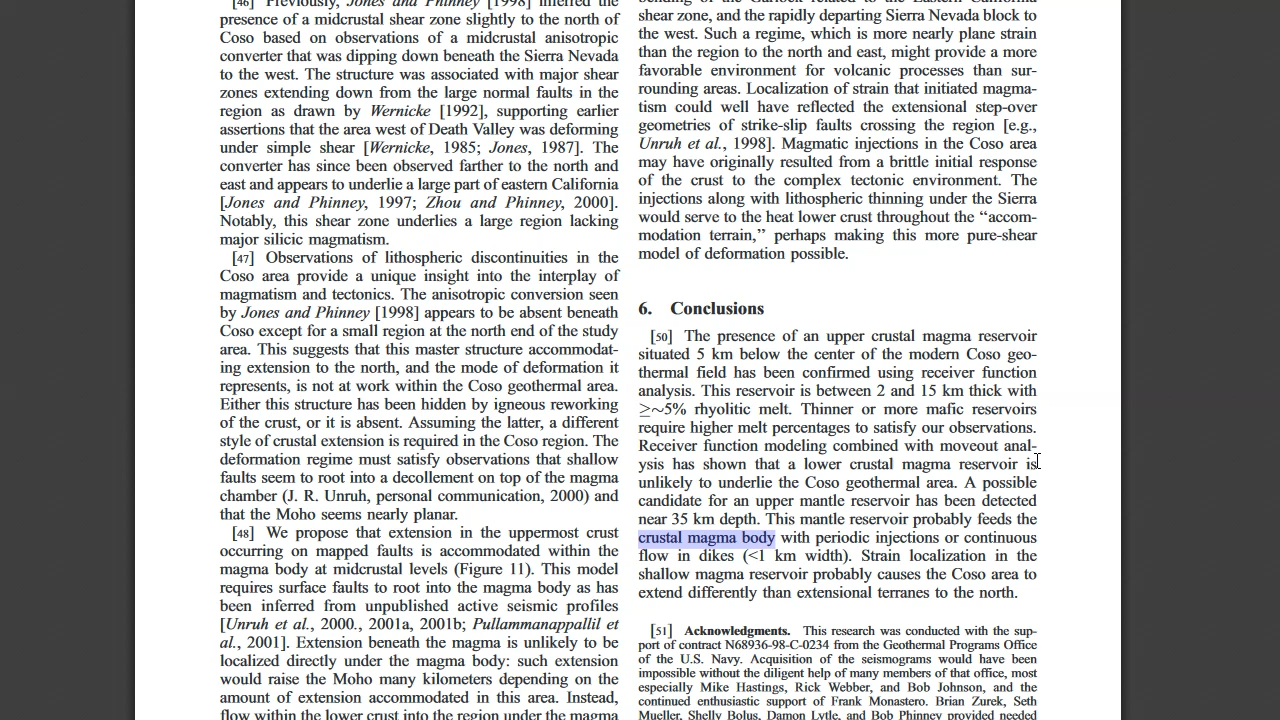 [46] Previously, Jones and Phinney [1998] inferred the
presence of a midcrustal shear zone slightly to the north of
Coso based on observations of a midcrustal anisotropic
converter that was dipping down beneath the Sierra Nevada
to the west. The structure was associated with major shear
zones extending down from the large normal faults in the
region as drawn by Wernicke [1992], supporting earlier
assertions that the area west of Death Valley was deforming
under simple shear [Wernicke, 1985; Jones, 1987]. The
converter has since been observed farther to the north and
east and appears to underlie a large part of eastern California
[Jones and Phinney, 1997; Zhou and Phinney, 2000].
Notably, this shear zone underlies a large region lacking
major silicic magmatism.
[47] Observations of lithospheric discontinuities in the
Coso area provide a unique insight into the interplay of
magmatism and tectonics. The anisotropic conversion seen
by Jones and Phinney [1998] appears to be absent beneath
Coso except for a small region at the north end of the study
area. This suggests that this master structure accommodat-
ing extension to the north, and the mode of deformation it
represents, is not at work within the Coso geothermal area.
Either this structure has been hidden by igneous reworking
of the crust, or it is absent. Assuming the latter, a different
style of crustal extension is required in the Coso region. The
deformation regime must satisfy observations that shallow
faults seem to root into a decollement on top of the magma
chamber (J. R. Unruh, personal communication, 2000) and
that the Moho seems nearly planar.
[48] We propose that extension in the uppermost crust
occurring on mapped faults is accommodated within the
magma body at midcrustal levels (Figure 11). This model
requires surface faults to root into the magma body as has
been inferred from unpublished active seismic profiles
[Unruh et al., 2000., 2001a, 2001b; Pullammanappallil et
al., 2001]. Extension beneath the magma is unlikely to be
localized directly under the magma body: such extension
would raise the Moho many kilometers depending on the
amount of extension accommodated in this area. Instead,
flow within the lower crust into the region under the magma
bending of the Garlock related to the Eastern California
shear zone, and the rapidly departing Sierra Nevada block to
the west. Such a regime, which is more nearly plane strain
than the region to the north and east, might provide a more
favorable environment for volcanic processes than sur-
rounding areas. Localization of strain that initiated magma-
tism could well have reflected the extensional step-over
geometries of strike-slip faults crossing the region [e.g.,
Unruh et al., 1998]. Magmatic injections in the Coso area
may have originally resulted from a brittle initial response
of the crust to the complex tectonic environment. The
injections along with lithospheric thinning under the Sierra
would serve to the heat lower crust throughout the ‘‘accom-
modation terrain,’’ perhaps making this more pure-shear
model of deformation possible.
6. Conclusions
[50] The presence of an upper crustal magma reservoir
situated 5 km below the center of the modern Coso geo-
thermal field has been confirmed using receiver function
analysis. This reservoir is between 2 and 15 km thick with
≥~5% rhyolitic melt. Thinner or more mafic reservoirs
require higher melt percentages to satisfy our observations.
Receiver function modeling combined with moveout anal-
ysis has shown that a lower crustal magma reservoir is
unlikely to underlie the Coso geothermal area. A possible
candidate for an upper mantle reservoir has been detected
near 35 km depth. This mantle reservoir probably feeds the
crustal magma body with periodic injections or continuous
flow in dikes (<1 km width). Strain localization in the
shallow magma reservoir probably causes the Coso area to
extend differently than extensional terranes to the north.
[51] Acknowledgments. This research was conducted with the sup-
port of contract N68936-98-C-0234 from the Geothermal Programs Office
of the U.S. Navy. Acquisition of the seismograms would have been
impossible without the diligent help of many members of that office, most
especially Mike Hastings, Rick Webber, and Bob Johnson, and the
continued enthusiastic support of Frank Monastero. Brian Zurek, Seth
Mueller, Shelly Bolus, Damon Lytle, and Bob Phinney provided needed